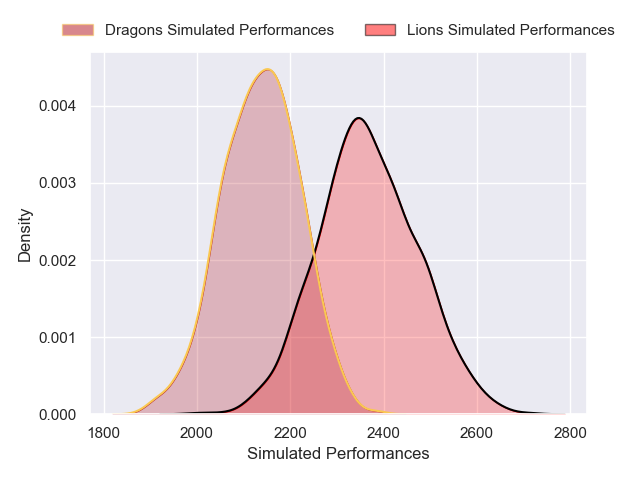 Dragons Simulated Performances Lions Simulated Performances
0.004
0.003
0.002
0.001
0.000
Density
1800 2000 2200 2400 2600 2800
Simulated Performances